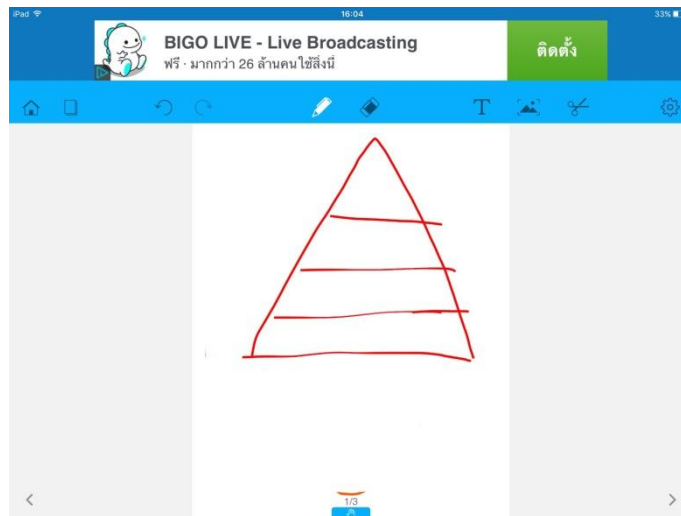 iPad 16:04 33%
BIGO LIVE - Live Broadcasting
ฟรี · มากกว่า 26 ล้านคนใช้สิ่งนี้
ติดตั้ง
T
1/3